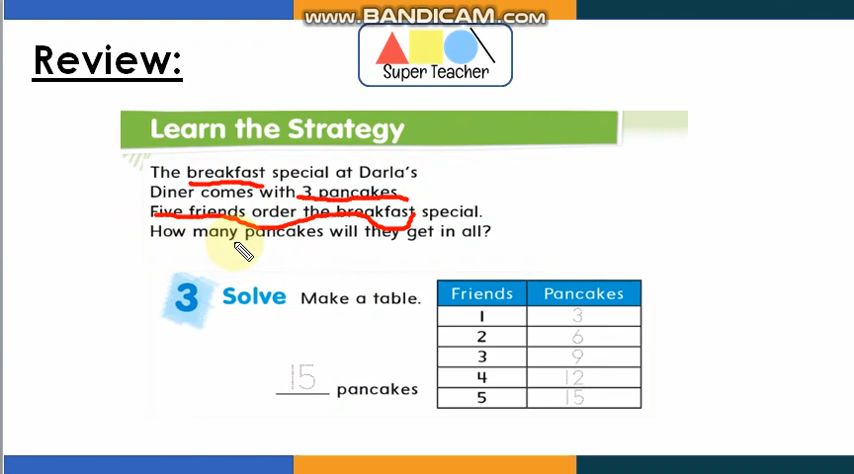 www.BANDICAM.com
Review:
Super Teacher
Learn the Strategy
The breakfast special at Darla's
Diner comes with 3 pancakes.
Five friends order the breakfast special.
How many pancakes will they get in all?
3 Solve Make a table.
Friends Pancakes
1 3
2 6
3 9
4 12
5 15
15 pancakes